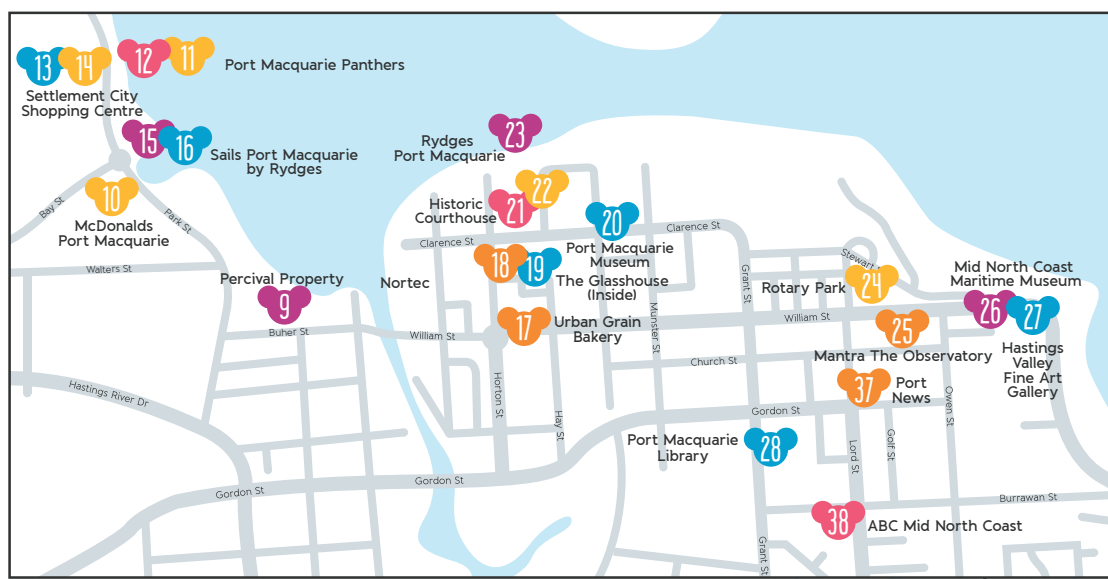 13
14
12
11
Port Macquarie Panthers
Settlement City
Shopping Centre
15
16
Sails Port Macquarie
by Rydges
23
Rydges
Port Macquarie
10
McDonalds
Port Macquarie
Bay St
Park St
Walters St
22
21
Historic
Courthouse
20
Port Macquarie
Museum
Clarence St
Clarence St
18
19
The Glasshouse
(Inside)
Nortec
Percival Property
9
Buher St
William St
17
Urban Grain
Bakery
Munster St
Grant St
Stewart
Rotary Park
24
Mid North Coast
Maritime Museum
26
27
Hastings
Valley
Fine Art
Gallery
William St
25
Mantra The Observatory
Church St
37
Port
News
Hastings River Dr
Horton St
Hay St
Gordon St
Owen St
Port Macquarie
Library
28
Lord St
Golf St
Gordon St
Gordon St
Burrawan St
38
ABC Mid North Coast
Grant St